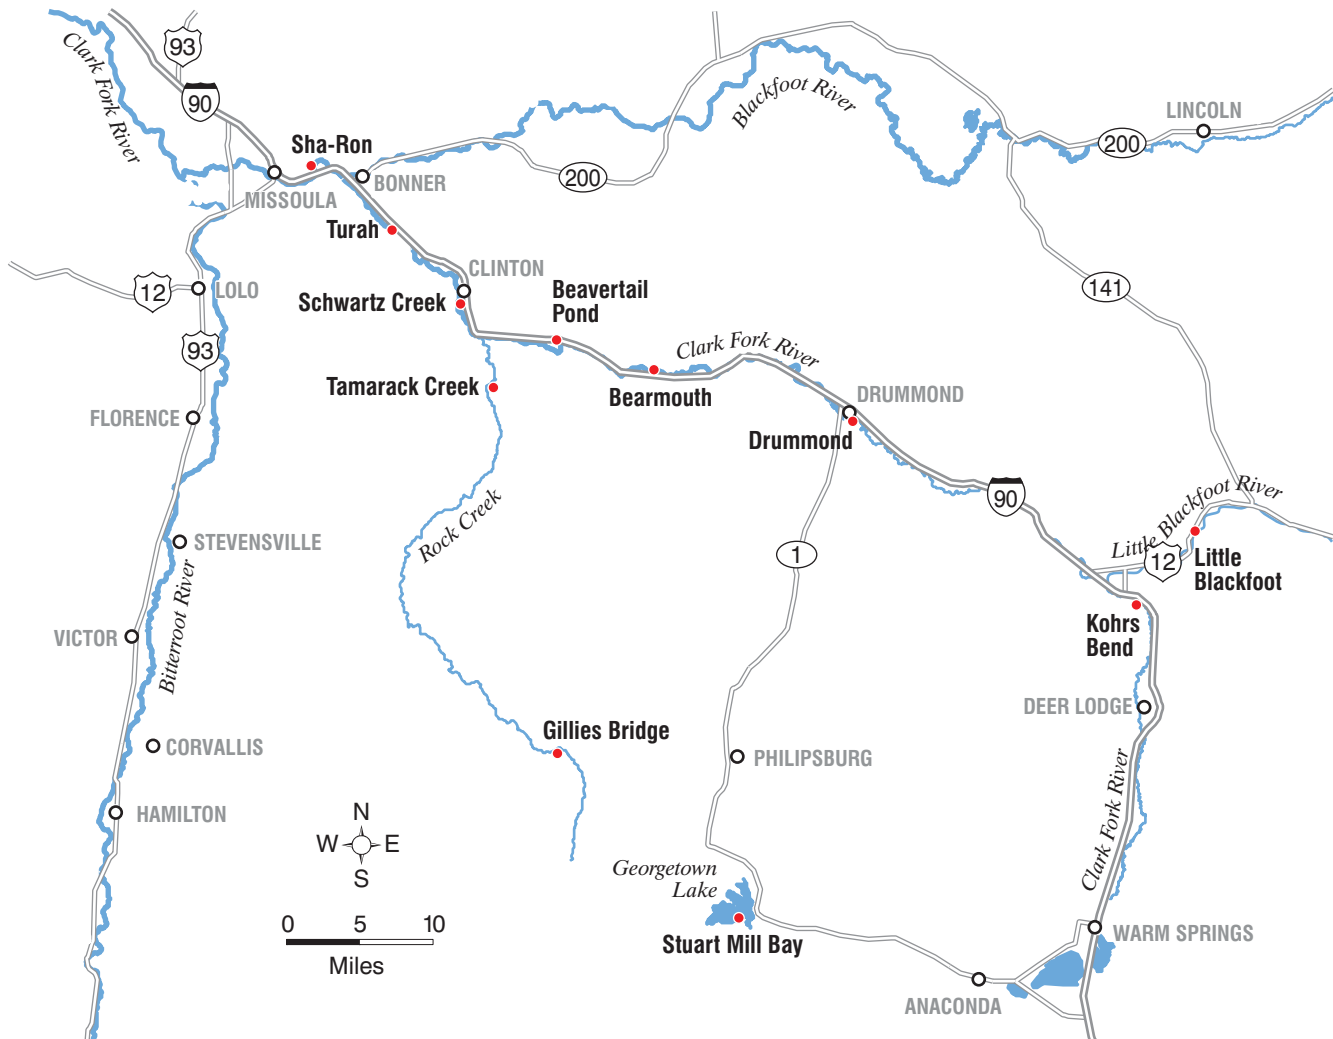 93
Clark Fork River
90
Blackfoot River
LINCOLN
200
Sha-Ron
BONNER
200
MISSOULA
Turah
CLINTON
12
LOLO
Schwartz Creek
Beavertail
Pond
141
93
Clark Fork River
Tamarack Creek
Bearmouth
DRUMMOND
FLORENCE
Drummond
90
Rock Creek
Little Blackfoot River
STEVENSVILLE
1
12
Little
Blackfoot
Bitterroot River
VICTOR
Kohrs
Bend
DEER LODGE
Gillies Bridge
CORVALLIS
PHILIPSBURG
HAMILTON
N
W
E
S
Clark Fork River
Georgetown
Lake
0
5
10
Miles
Stuart Mill Bay
WARM SPRINGS
ANACONDA